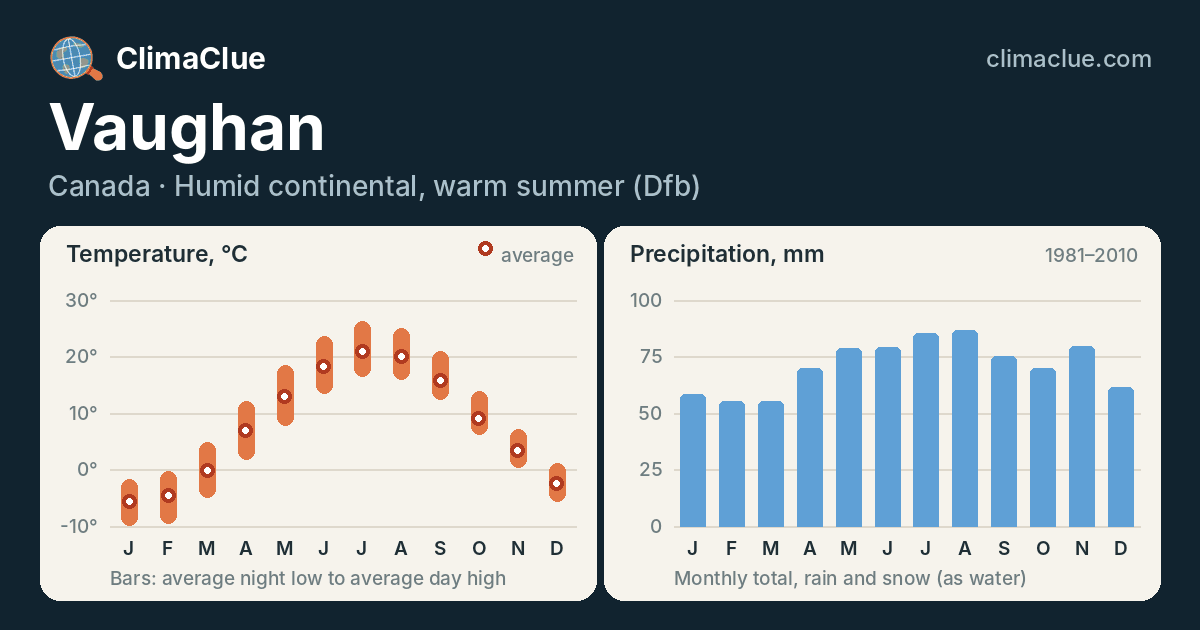 ClimaClue
climaclue.com
Vaughan
Canada · Humid continental, warm summer (Dfb)
Temperature, °C
average
30°
20°
10°
0°
-10°
J F M A M J J A S O N D
Bars: average night low to average day high
Precipitation, mm
1981–2010
100
75
50
25
0
J F M A M J J A S O N D
Monthly total, rain and snow (as water)